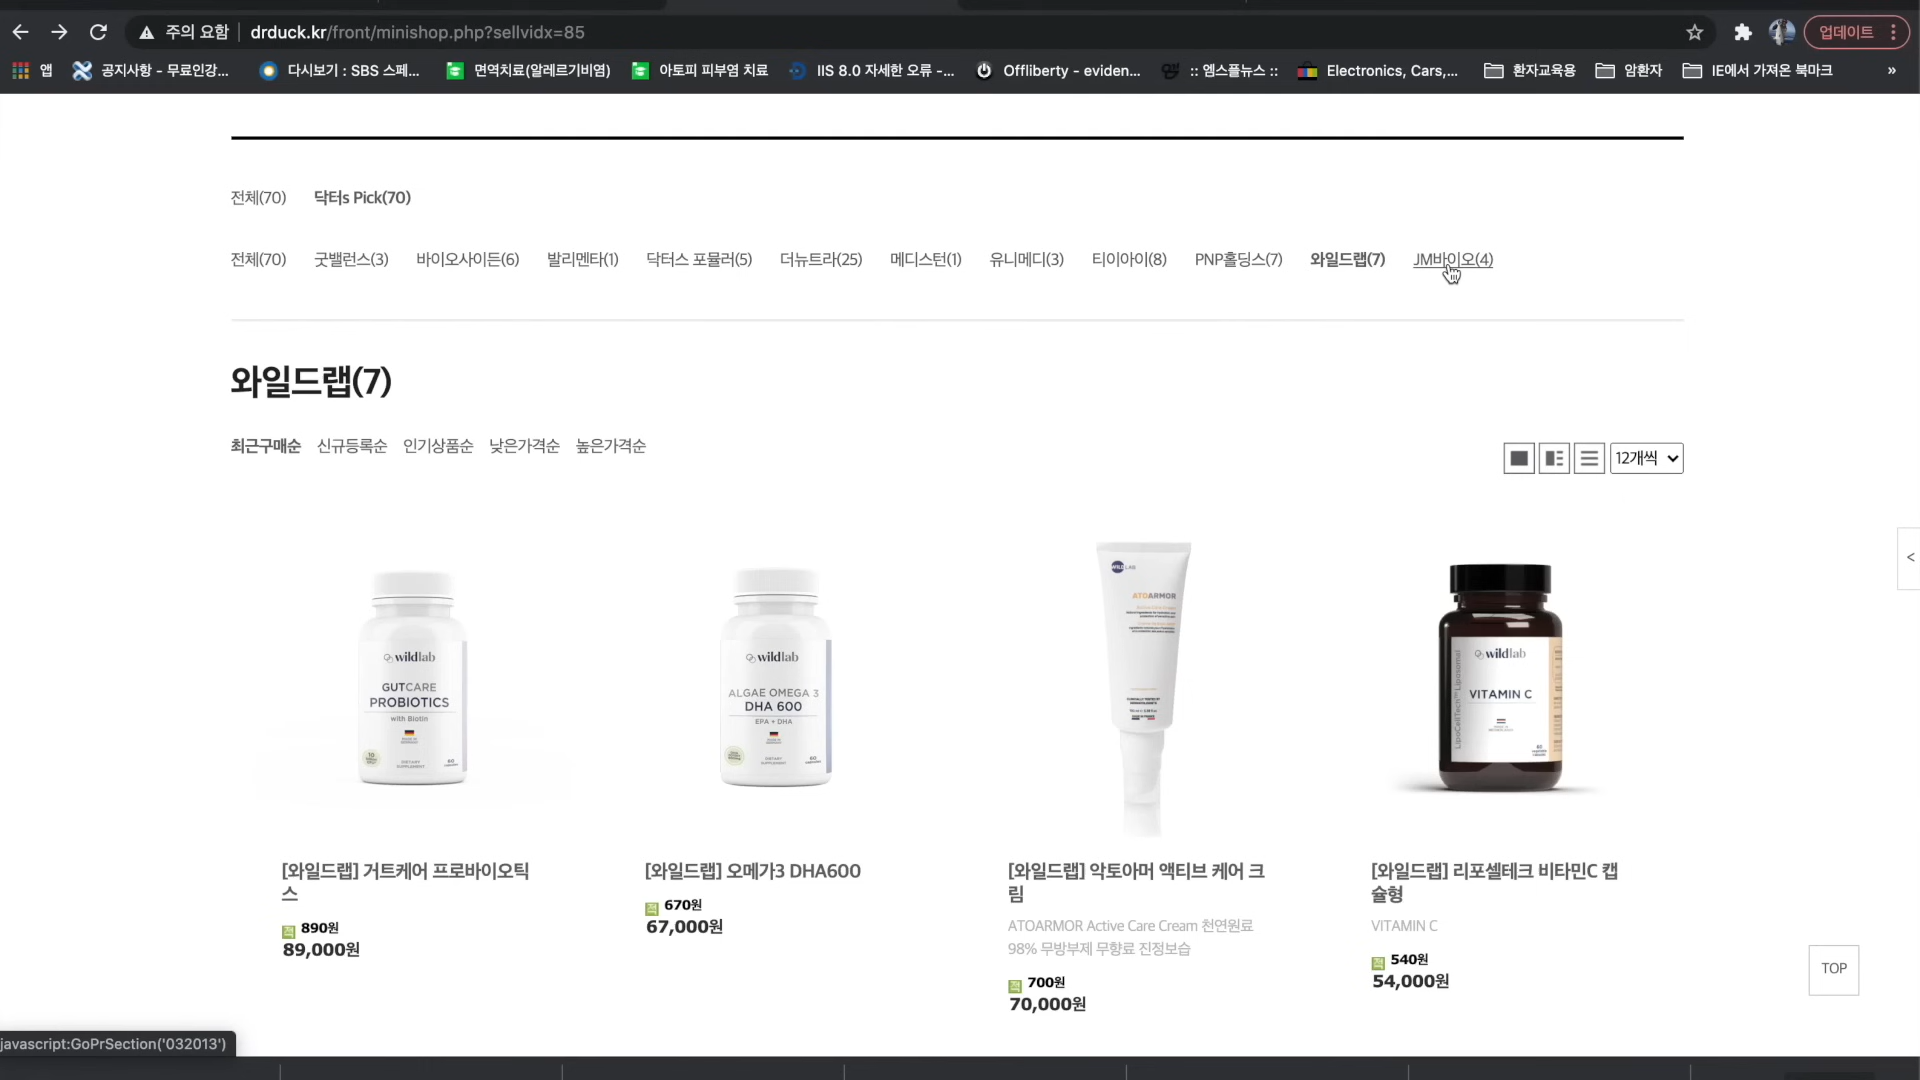 주의 요함
drduck.kr/front/minishop.php?sellvidx=85
업데이트
앱
공지사항 - 무료인강...
다시보기 : SBS 스페...
면역치료(알레르기비염)
아토피 피부염 치료
IIS 8.0 자세한 오류 -...
Offliberty - eviden...
:: 엠스플뉴스 ::
Electronics, Cars,...
환자교육용
암환자
IE에서 가져온 북마크
»
전체(70) 닥터s Pick(70)
전체(70) 굿밸런스(3) 바이오사이든(6) 발리멘타(1) 닥터스 포뮬러(5) 더뉴트라(25) 메디스턴(1) 유니메디(3) 티이아이(8) PNP홀딩스(7) 와일드랩(7) JM바이오(4)
와일드랩(7)
최근구매순 신규등록순 인기상품순 낮은가격순 높은가격순
12개씩
<
wildlab
GUTCARE
PROBIOTICS
with Biotin
wildlab
ALGAE OMEGA 3
DHA 600
EPA + DHA
WILDLAB
ATOARMOR
wildlab
VITAMIN C
LipoCellTech™ Liposomal
[와일드랩] 거트케어 프로바이오틱
스
적 890원
89,000원
[와일드랩] 오메가3 DHA600
적 670원
67,000원
[와일드랩] 악토아머 액티브 케어 크
림
ATOARMOR Active Care Cream 천연원료
98% 무방부제 무향료 진정보습
적 700원
70,000원
[와일드랩] 리포셀테크 비타민C 캡
슐형
VITAMIN C
적 540원
54,000원
TOP
javascript:GoPrSection('032013')